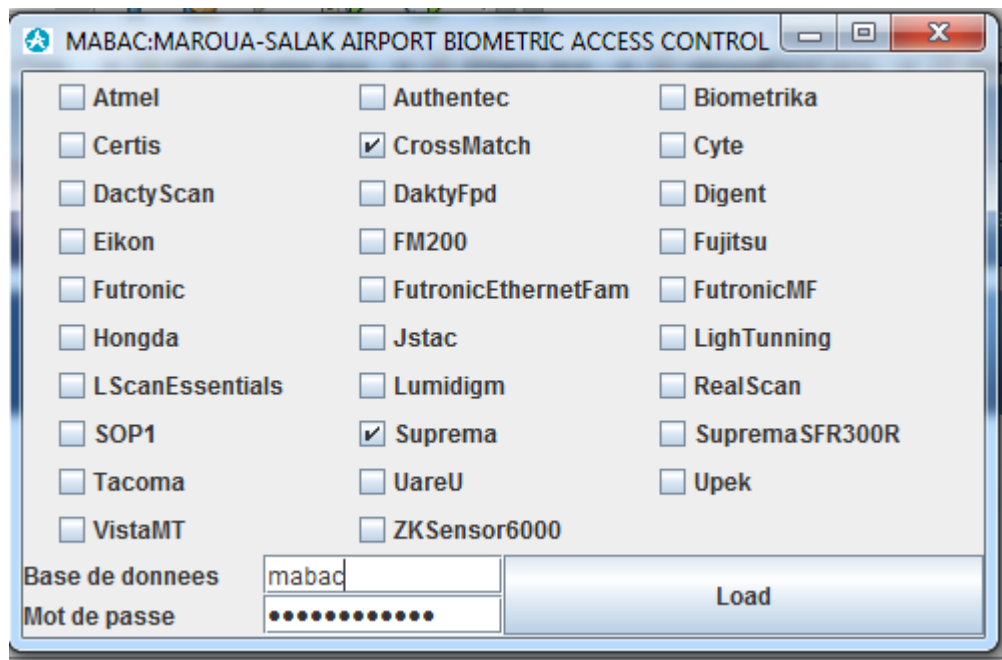 MABAC:MAROUA-SALAK AIRPORT BIOMETRIC ACCESS CONTROL
Atmel Authentec Biometrika
Certis CrossMatch Cyte
DactyScan DaktyFpd Digent
Eikon FM200 Fujitsu
Futronic FutronicEthernetFam FutronicMF
Hongda Jstac LighTunning
LScanEssentials Lumidigm RealScan
SOP1 Suprema SupremaSFR300R
Tacoma UareU Upek
VistaMT ZKSensor6000
Base de donnees mabac
Load
Mot de passe ••••••••••••